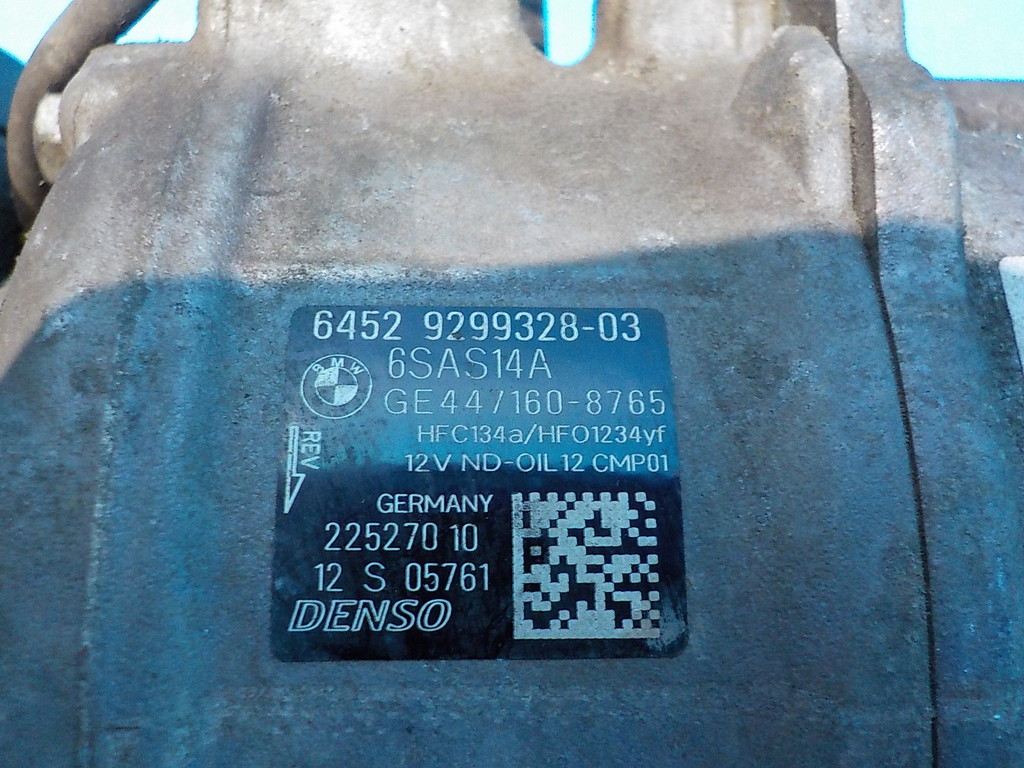 6452 9299328-03
BMW
6SAS14A
GE447160-8765
HFC134a/HFO1234yf
REV
12V ND-OIL12 CMP01
GERMANY
225270 10
12 S 05761
DENSO